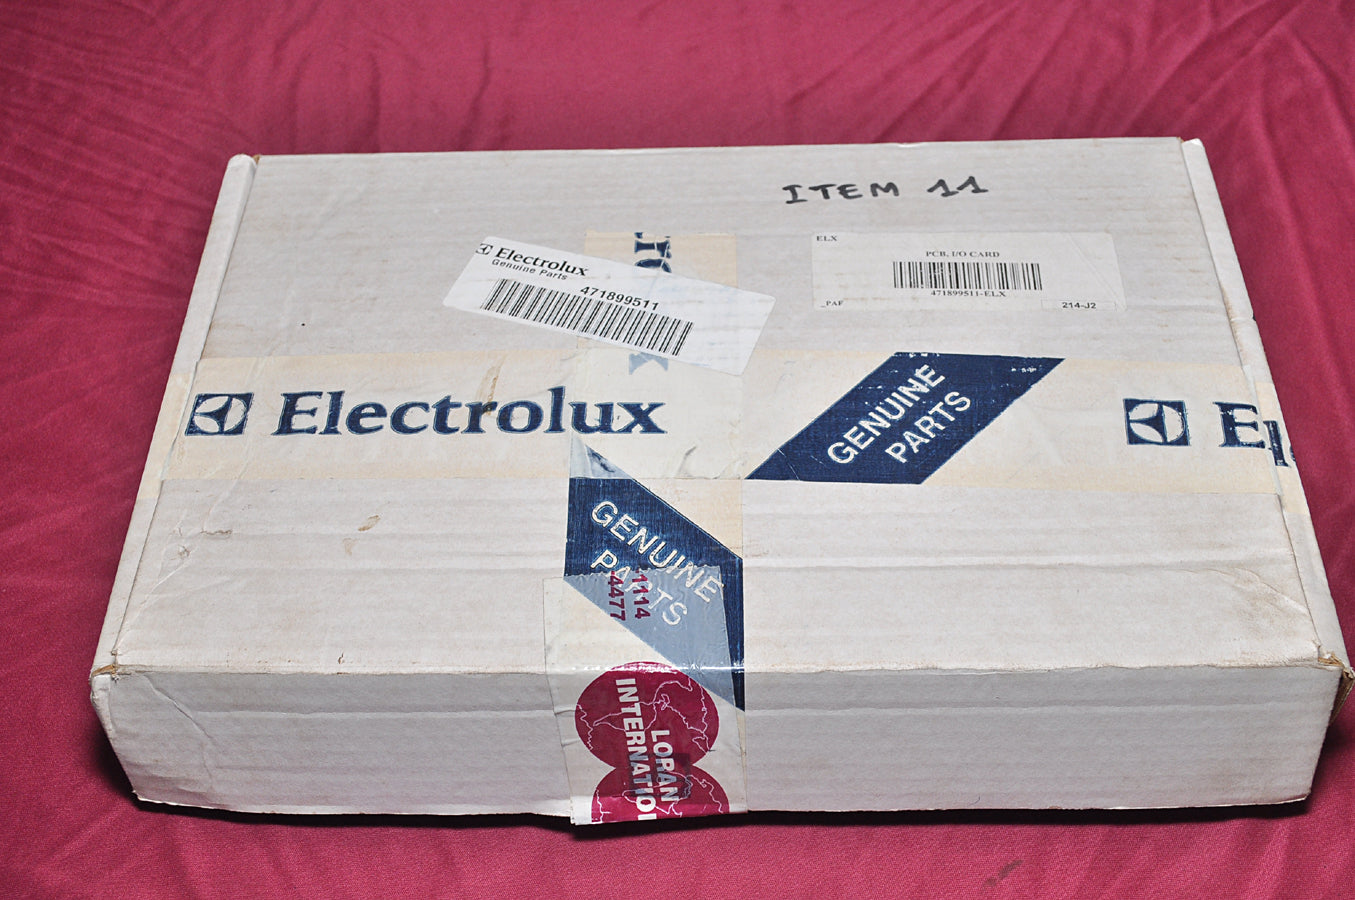 ITEM 11
ELX
PCB, I/O CARD
471899511-ELX
_PAF
214-J2
Electrolux
Genuine Parts
471899511
Electrolux
GENUINE
PARTS
El
GENUINE
PARTS
1114
4477
LORAN
INTERNATIO